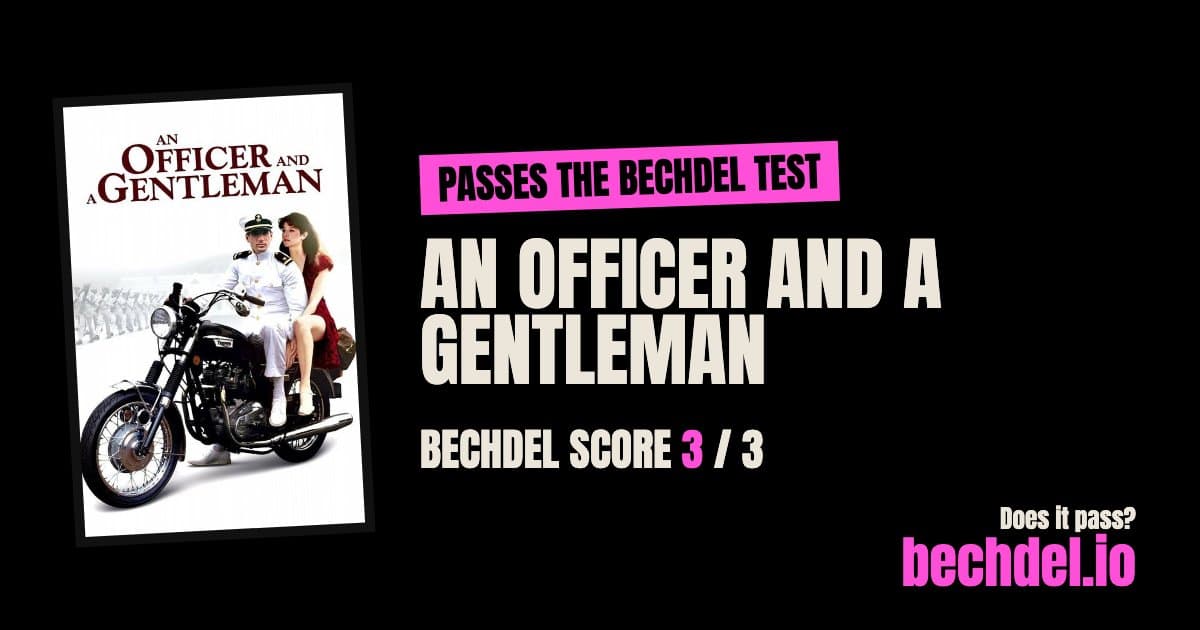 AN
OFFICER AND
A GENTLEMAN
PASSES THE BECHDEL TEST
AN OFFICER AND A
GENTLEMAN
BECHDEL SCORE 3 / 3
Does it pass?
bechdel.io